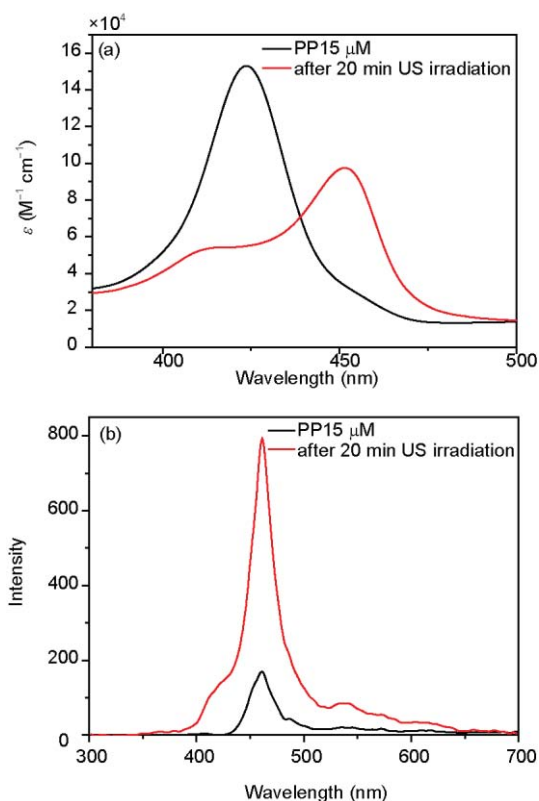 ×10⁴
(a)
PP15 μM
after 20 min US irradiation
16
14
12
10
8
6
4
2
0
ε (M⁻¹ cm⁻¹)
400
450
500
Wavelength (nm)
(b)
PP15 μM
after 20 min US irradiation
800
600
400
200
0
Intensity
300
400
500
600
700
Wavelength (nm)